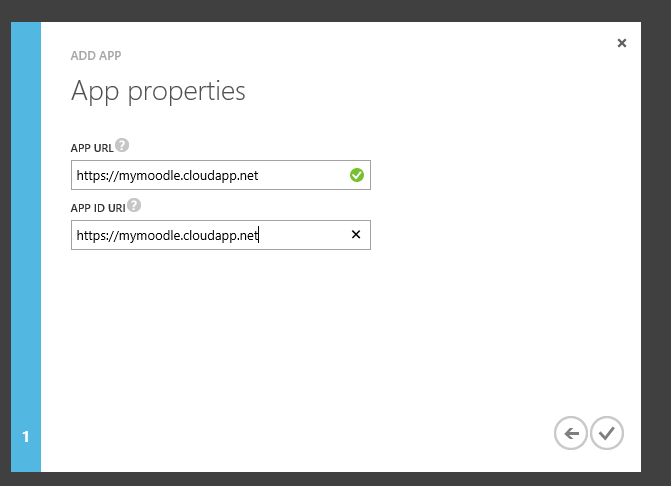 ADD APP
App properties
APP URL ?
https://mymoodle.cloudapp.net
APP ID URI ?
https://mymoodle.cloudapp.net
1